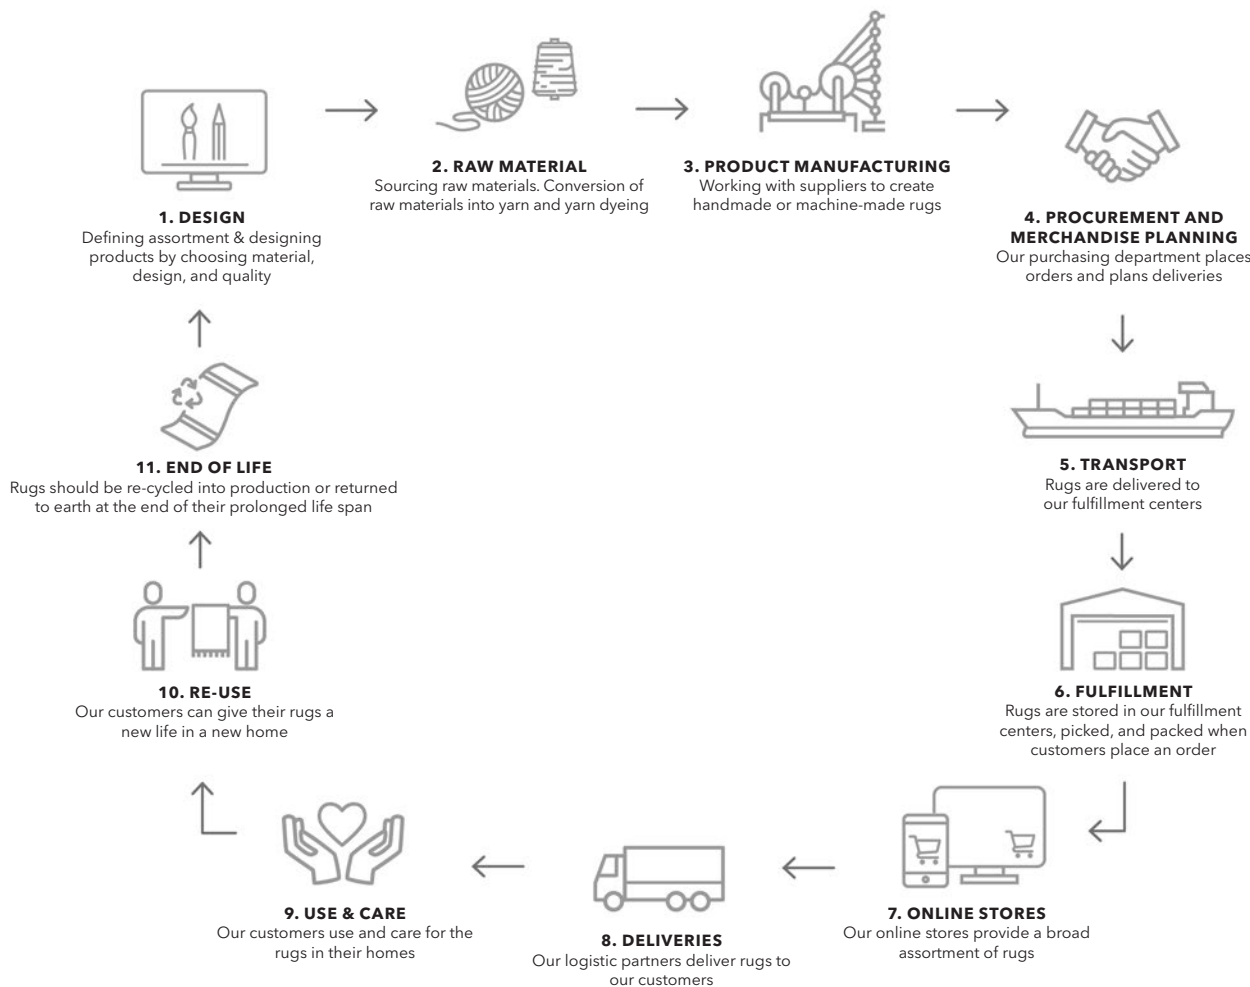 1. DESIGN
Defining assortment & designing
products by choosing material,
design, and quality
2. RAW MATERIAL
Sourcing raw materials. Conversion of
raw materials into yarn and yarn dyeing
3. PRODUCT MANUFACTURING
Working with suppliers to create
handmade or machine-made rugs
4. PROCUREMENT AND
MERCHANDISE PLANNING
Our purchasing department places
orders and plans deliveries
5. TRANSPORT
Rugs are delivered to
our fulfillment centers
6. FULFILLMENT
Rugs are stored in our fulfillment
centers, picked, and packed when
customers place an order
7. ONLINE STORES
Our online stores provide a broad
assortment of rugs
8. DELIVERIES
Our logistic partners deliver rugs to
our customers
9. USE & CARE
Our customers use and care for the
rugs in their homes
10. RE-USE
Our customers can give their rugs a
new life in a new home
11. END OF LIFE
Rugs should be re-cycled into production or returned
to earth at the end of their prolonged life span